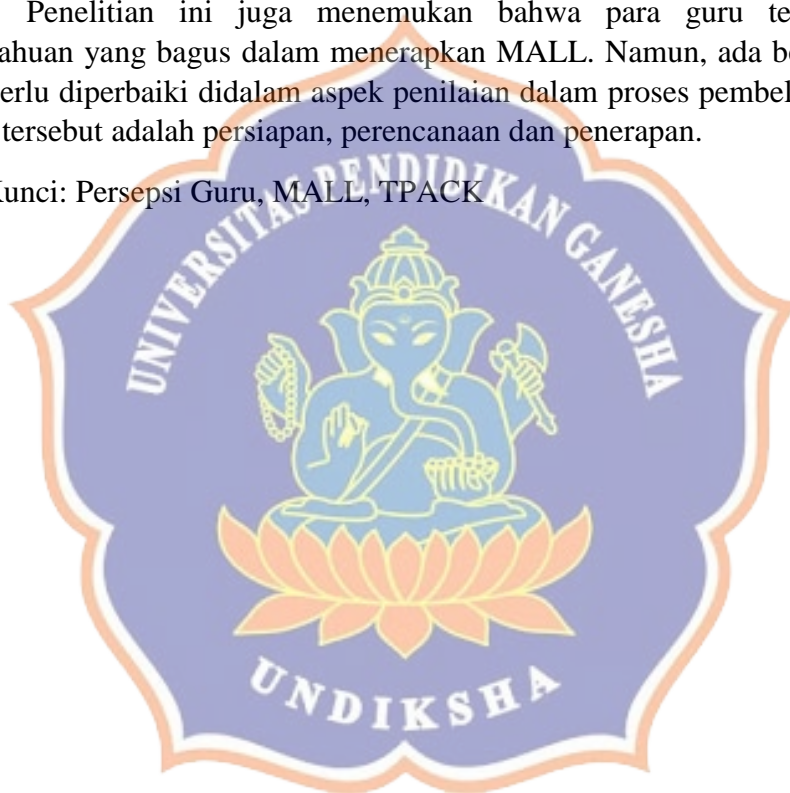 Penelitian ini juga menemukan bahwa para guru te
ahuan yang bagus dalam menerapkan MALL. Namun, ada be
erlu diperbaiki didalam aspek penilaian dalam proses pembel
tersebut adalah persiapan, perencanaan dan penerapan.
Kunci: Persepsi Guru, MALL, TPACK
UNIVERSITAS PENDIDIKAN GANESHA
UNDIKSHA